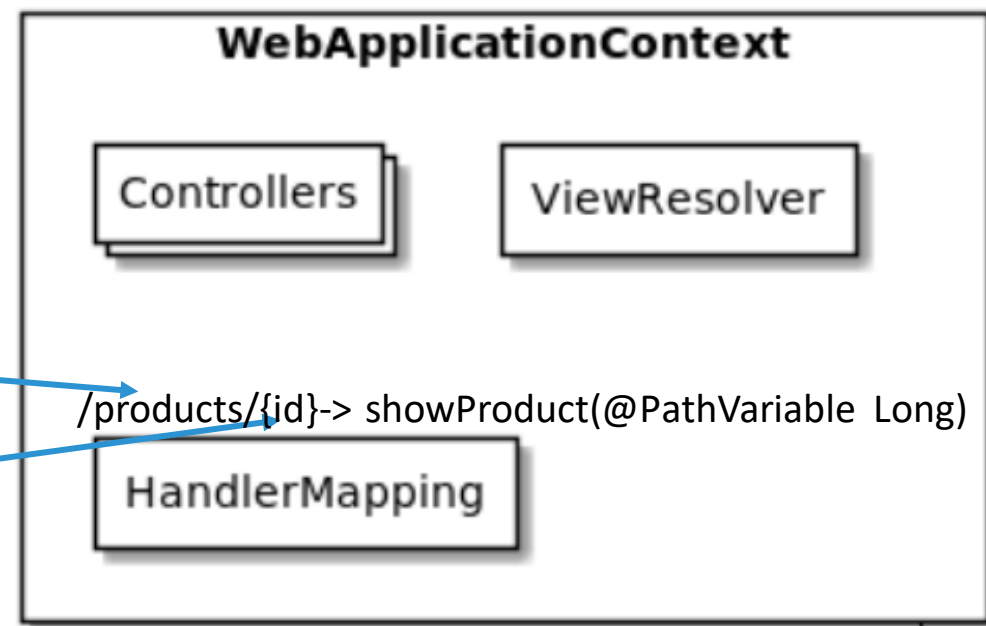 WebApplicationContext
Controllers
ViewResolver
/products/{id}-> showProduct(@PathVariable Long)
HandlerMapping